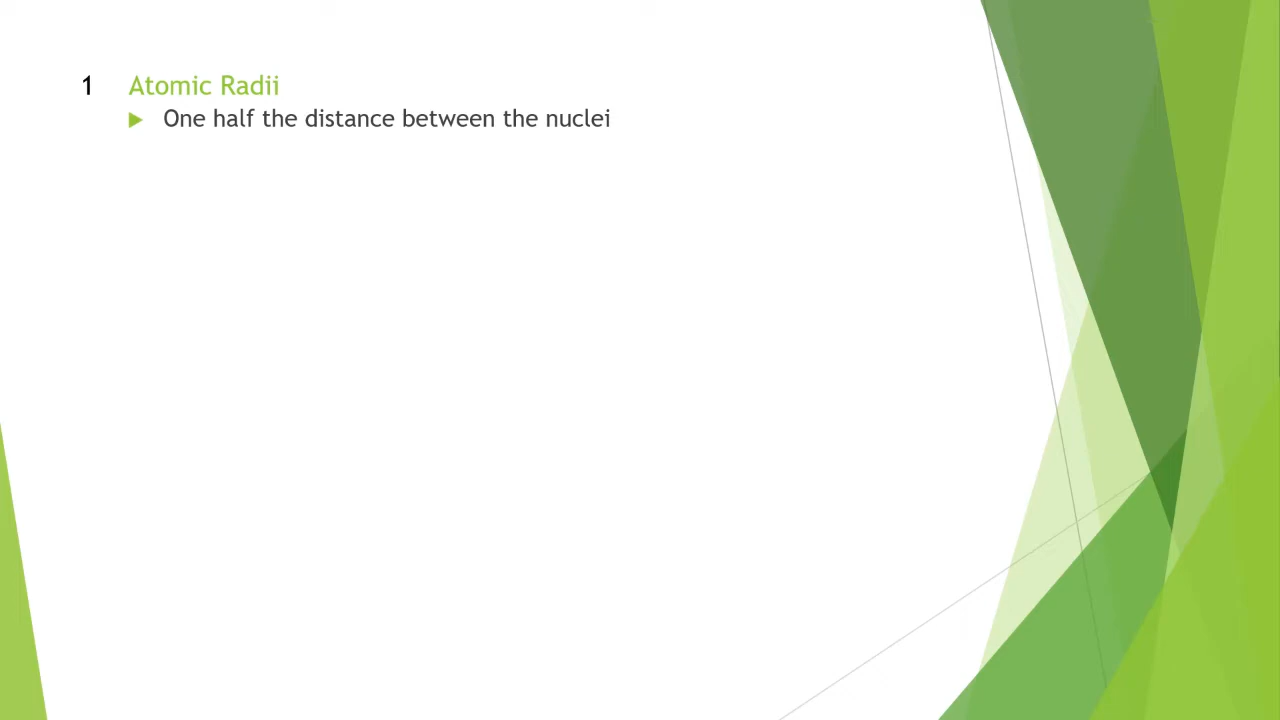 1 Atomic Radii
One half the distance between the nuclei